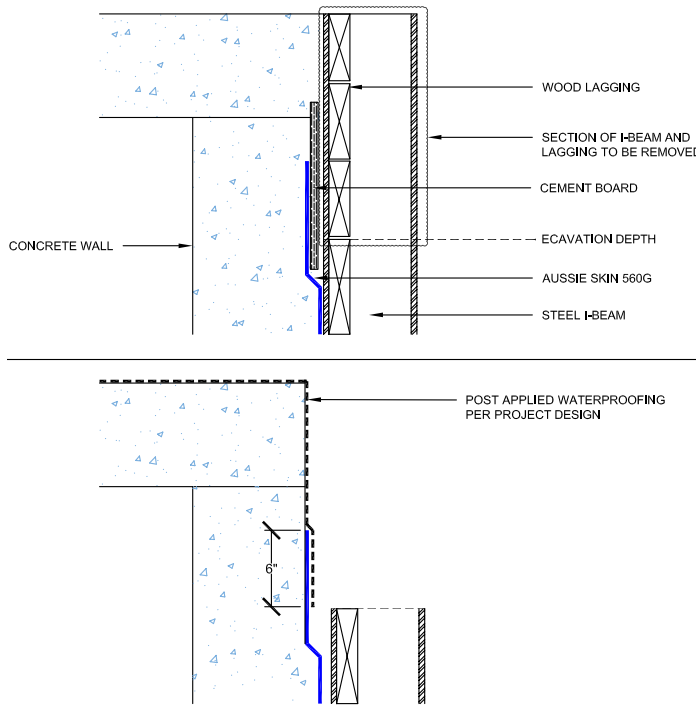 WOOD LAGGING
SECTION OF I-BEAM AND
LAGGING TO BE REMOVED
CEMENT BOARD
CONCRETE WALL
ECAVATION DEPTH
AUSSIE SKIN 560G
STEEL I-BEAM
POST APPLIED WATERPROOFING
PER PROJECT DESIGN
6"